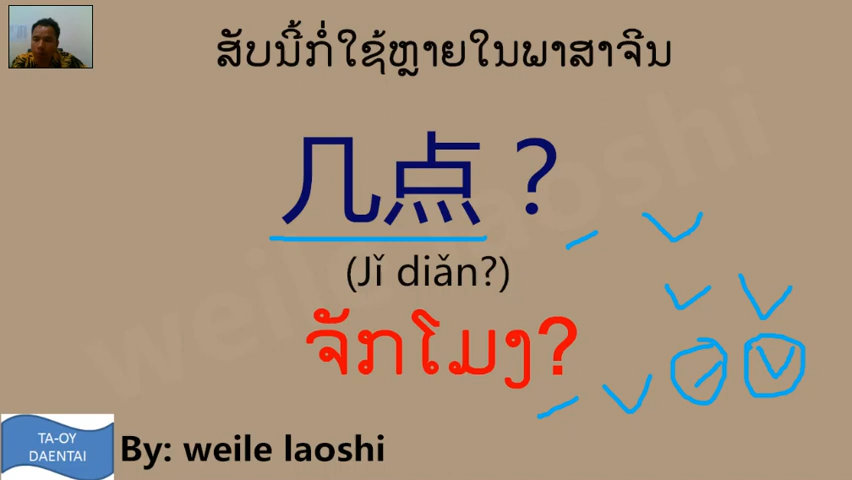 ສັບນີ້ກໍ່ໃຊ້ຫຼາຍໃນພາສາຈີນ
几点？
(Jǐ diǎn?)
ຈັກໂມງ?
TA-OY
DAENTAI
By: weile laoshi
weile laoshi